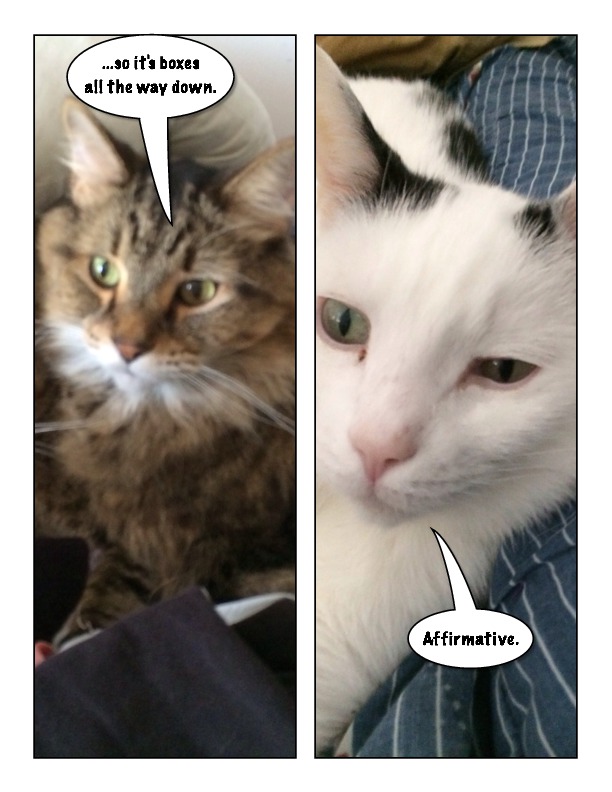 ...so it's boxes
all the way down.
Affirmative.